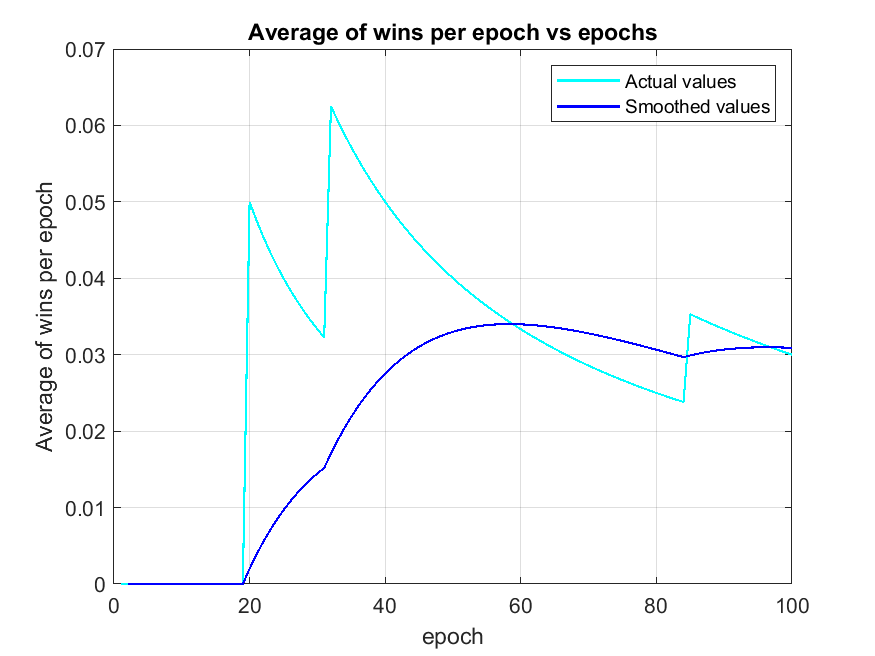 Average of wins per epoch vs epochs
Actual values
Smoothed values
Average of wins per epoch
0.07
0.06
0.05
0.04
0.03
0.02
0.01
0
0 20 40 60 80 100
epoch